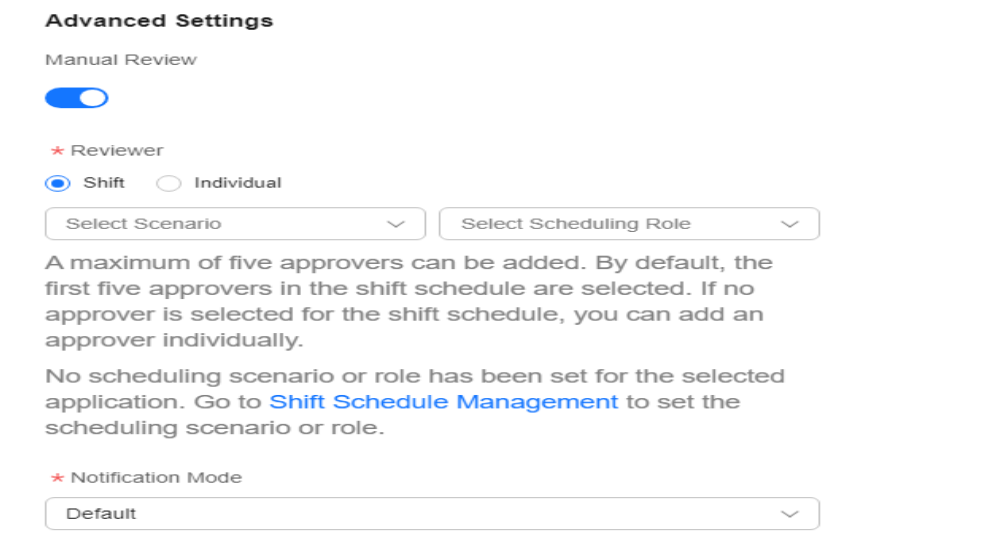 Advanced Settings
Manual Review
* Reviewer
Shift Individual
Select Scenario Select Scheduling Role
A maximum of five approvers can be added. By default, the
first five approvers in the shift schedule are selected. If no
approver is selected for the shift schedule, you can add an
approver individually.
No scheduling scenario or role has been set for the selected
application. Go to Shift Schedule Management to set the
scheduling scenario or role.
* Notification Mode
Default